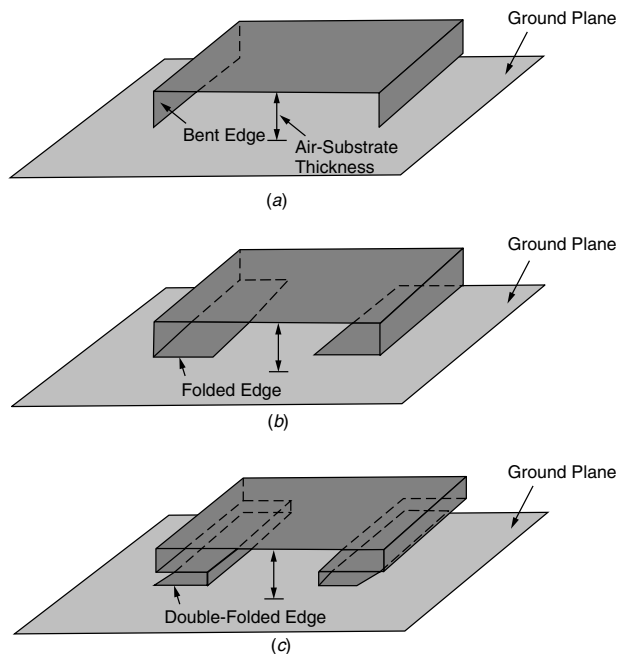 Ground Plane
Bent Edge
Air-Substrate
Thickness
(a)
Ground Plane
Folded Edge
(b)
Ground Plane
Double-Folded Edge
(c)